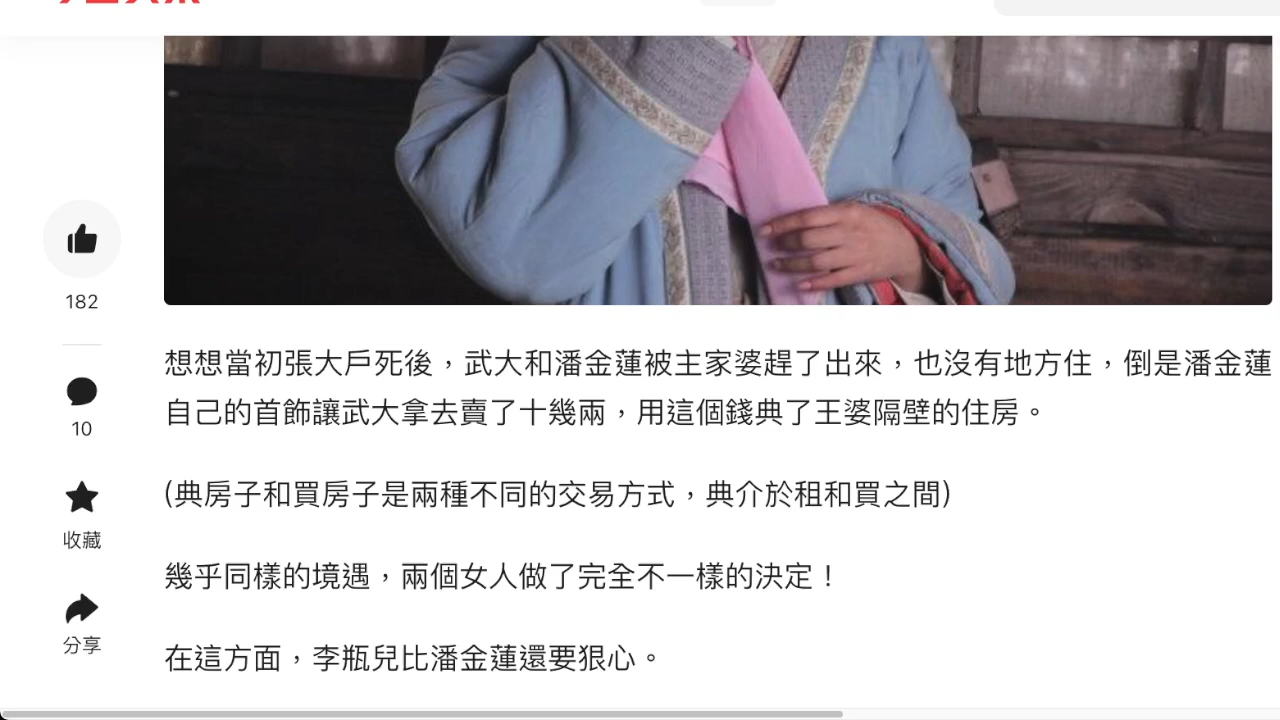 182
10
收藏
分享
想想當初張大戶死後，武大和潘金蓮被主家婆趕了出來，也沒有地方住，倒是潘金蓮
自己的首飾讓武大拿去賣了十幾兩，用這個錢典了王婆隔壁的住房。
(典房子和買房子是兩種不同的交易方式，典介於租和買之間)
幾乎同樣的境遇，兩個女人做了完全不一樣的決定！
在這方面，李瓶兒比潘金蓮還要狠心。